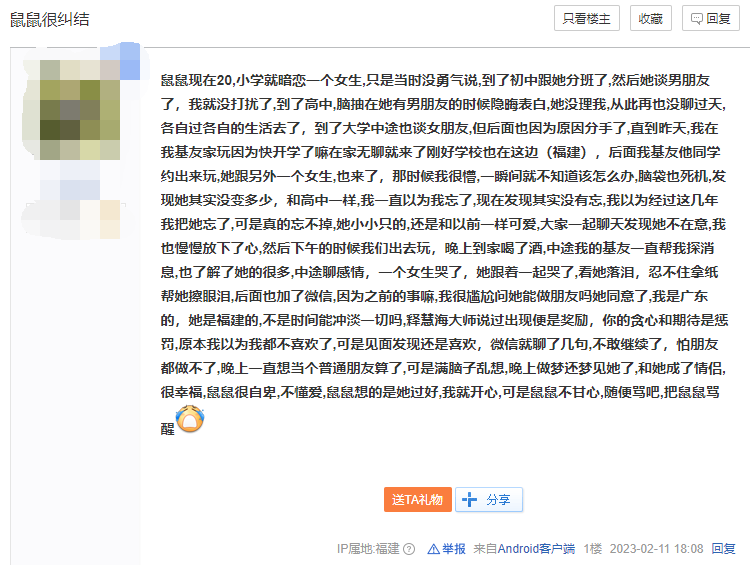 鼠鼠很纠结
只看楼主 收藏 回复
鼠鼠现在20,小学就暗恋一个女生,只是当时没勇气说,到了初中跟她分班了,然后她谈男朋友
了，我就没打扰了,到了高中,脑抽在她有男朋友的时候隐晦表白,她没理我,从此再也没聊过天,
各自过各自的生活去了，到了大学中途也谈女朋友,但后面也因为原因分手了,直到昨天,我在
我基友家玩因为快开学了嘛在家无聊就来了刚好学校也在这边（福建），后面我基友他同学
约出来玩,她跟另外一个女生,也来了，那时候我很懵,一瞬间就不知道该怎么办,脑袋也死机,发
现她其实没变多少，和高中一样,我一直以为我忘了,现在发现其实没有忘,我以为经过这几年
我把她忘了,可是真的忘不掉,她小小只的,还是和以前一样可爱,大家一起聊天发现她不在意,我
也慢慢放下了心,然后下午的时候我们出去玩，晚上到家喝了酒,中途我的基友一直帮我探消
息,也了解了她的很多,中途聊感情，一个女生哭了，她跟着一起哭了,看她落泪，忍不住拿纸
帮她擦眼泪,后面也加了微信,因为之前的事嘛,我很尴尬问她能做朋友吗她同意了,我是广东
的，她是福建的,不是时间能冲淡一切吗,释慧海大师说过出现便是奖励，你的贪心和期待是惩
罚,原本我以为我都不喜欢了,可是见面发现还是喜欢，微信就聊了几句,不敢继续了，怕朋友
都做不了,晚上一直想当个普通朋友算了,可是满脑子乱想,晚上做梦还梦见她了,和她成了情侣,
很幸福,鼠鼠很自卑,不懂爱,鼠鼠想的是她过好,我就开心,可是鼠鼠不甘心,随便骂吧,把鼠鼠骂
醒
送TA礼物 分享
IP属地:福建 举报 来自Android客户端 1楼 2023-02-11 18:08 回复